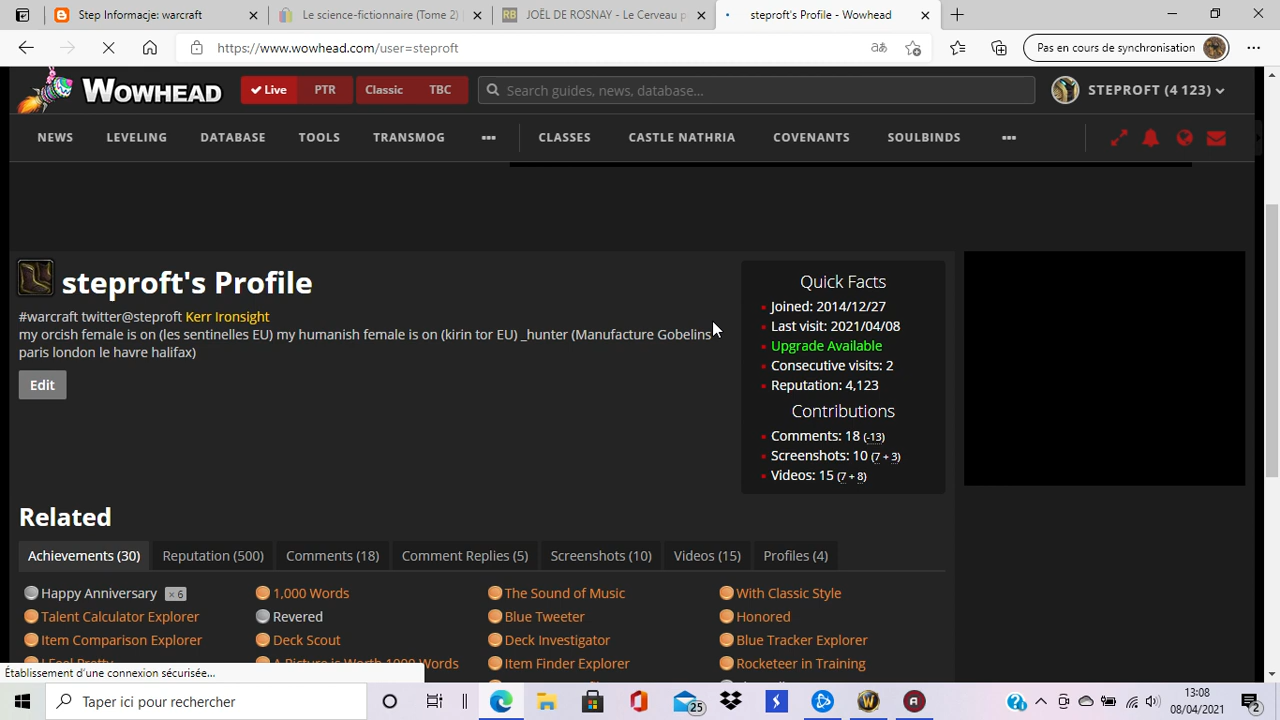 Step Informacje: warcraft
Le science-fictionnaire (Tome 2)
JOËL DE ROSNAY - Le Cerveau p
steproft's Profile - Wowhead
https://www.wowhead.com/user=steproft
Pas en cours de synchronisation
WOWHEAD
Live PTR Classic TBC
Search guides, news, database...
STEPROFT (4 123)
NEWS LEVELING DATABASE TOOLS TRANSMOG CLASSES CASTLE NATHRIA COVENANTS SOULBINDS
steproft's Profile
#warcraft twitter@steproft Kerr Ironsight
my orcish female is on (les sentinelles EU) my humanish female is on (kirin tor EU) _hunter (Manufacture Gobelins
paris london le havre halifax)
Edit
Quick Facts
Joined: 2014/12/27
Last visit: 2021/04/08
Upgrade Available
Consecutive visits: 2
Reputation: 4,123
Contributions
Comments: 18 (-13)
Screenshots: 10 (7 + 3)
Videos: 15 (7 + 8)
Related
Achievements (30) Reputation (500) Comments (18) Comment Replies (5) Screenshots (10) Videos (15) Profiles (4)
Happy Anniversary × 6 1,000 Words The Sound of Music With Classic Style
Talent Calculator Explorer Revered Blue Tweeter Honored
Item Comparison Explorer Deck Scout Deck Investigator Blue Tracker Explorer
I Feel Pretty A Picture is Worth 1000 Words Item Finder Explorer Rocketeer in Training
Établissement d'une connexion sécurisée...
Taper ici pour rechercher
25
13:08
08/04/2021
2